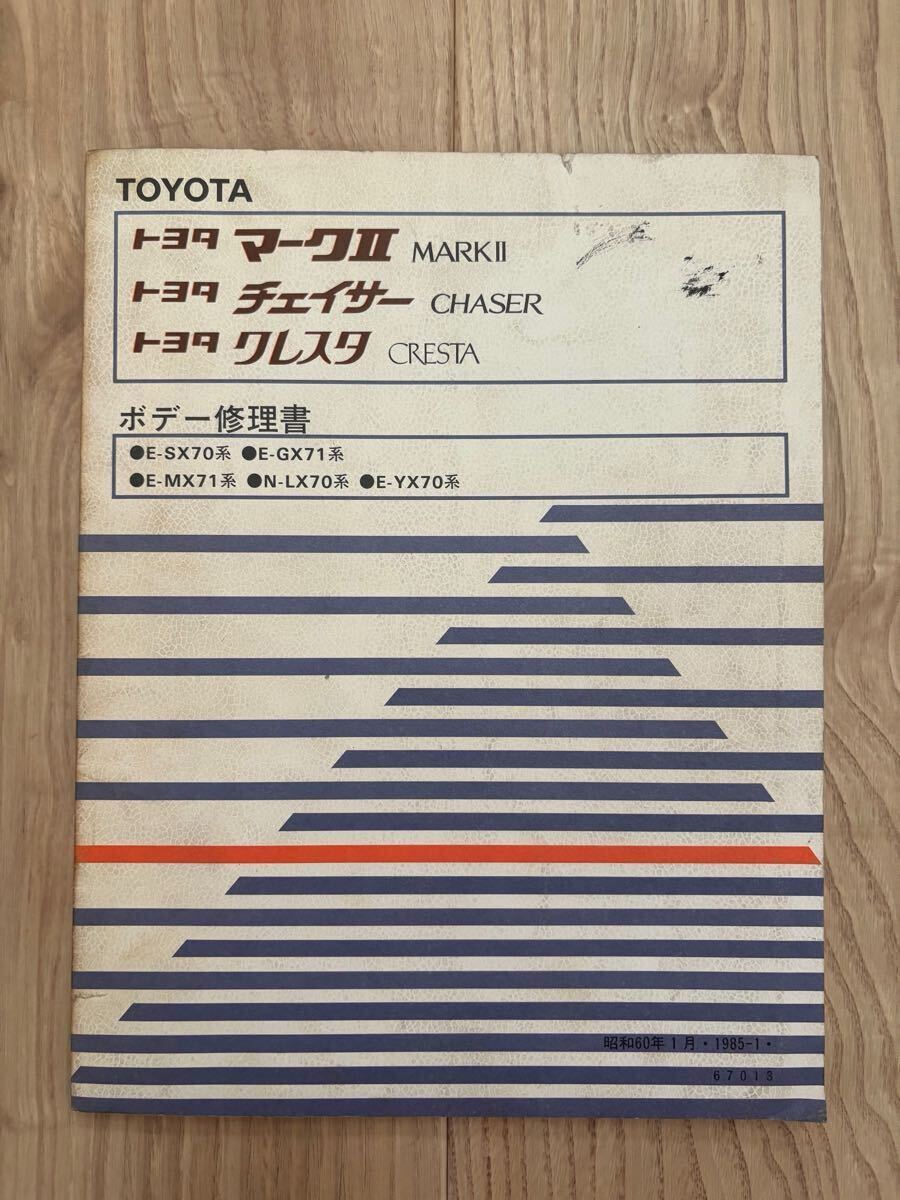 TOYOTA
トヨタ マークII MARK II
トヨタ チェイサー CHASER
トヨタ クレスタ CRESTA
ボデー修理書
●E-SX70系 ●E-GX71系
●E-MX71系 ●N-LX70系 ●E-YX70系
昭和60年1月・1985-1・
67013